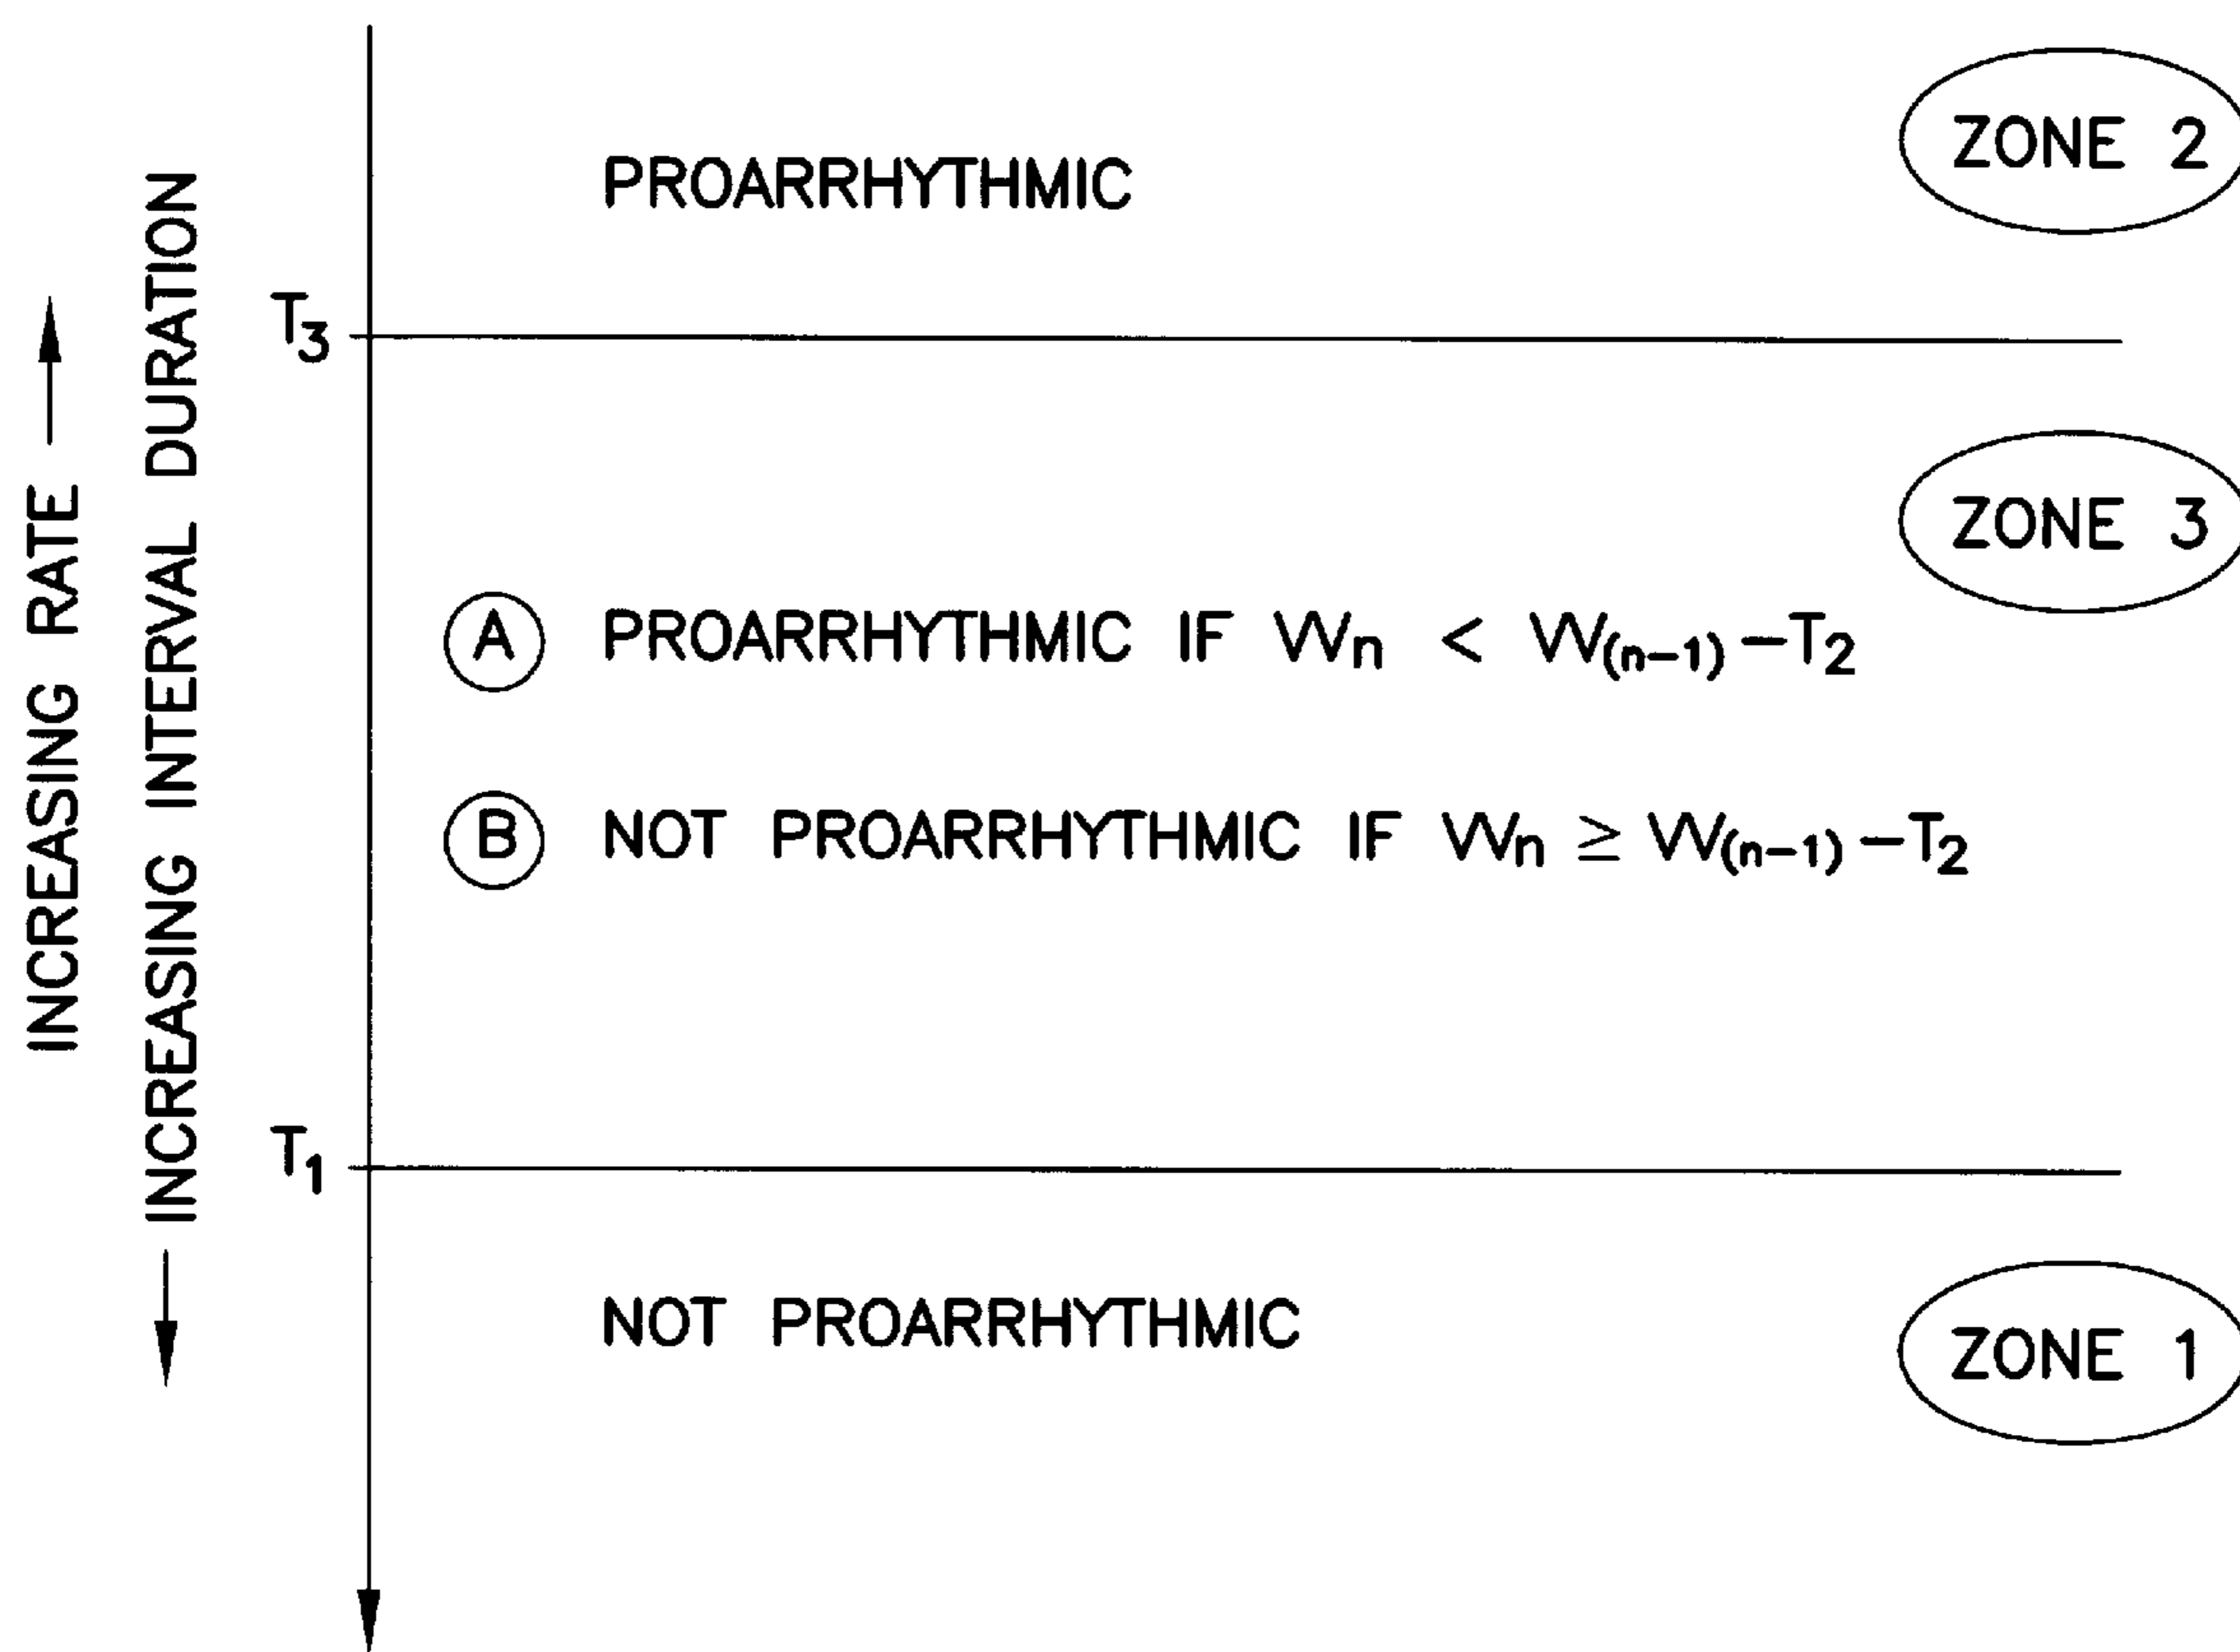 INCREASING RATE
INCREASING INTERVAL DURATION
PROARRHYTHMIC
ZONE 2
T3
ZONE 3
A PROARRHYTHMIC IF Wn < W(n-1)-T2
B NOT PROARRHYTHMIC IF Wn ≥ W(n-1)-T2
T1
NOT PROARRHYTHMIC
ZONE 1